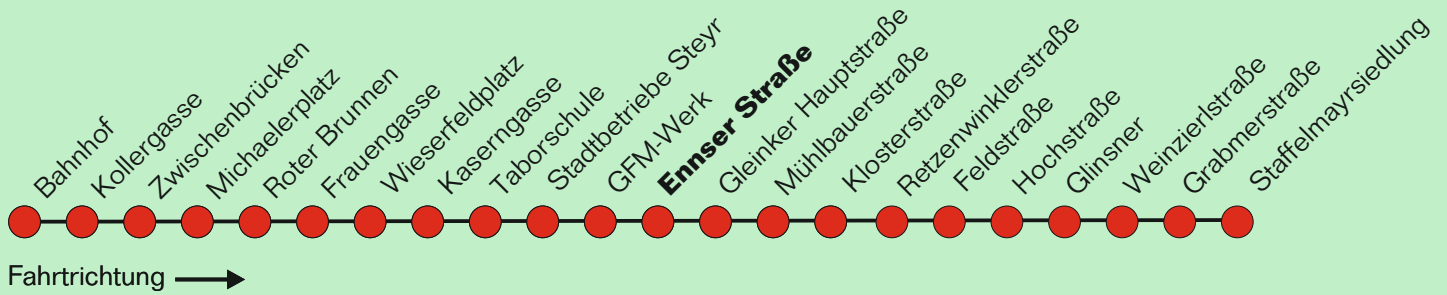 Bahnhof
Kollergasse
Zwischenbrücken
Michaelerplatz
Roter Brunnen
Frauengasse
Wieserfeldplatz
Kaserngasse
Taborschule
Stadtbetriebe Steyr
GFM-Werk
Ennser Straße
Gleinker Hauptstraße
Mühlbauerstraße
Klosterstraße
Retzenwinklerstraße
Feldstraße
Hochstraße
Glinsner
Weinzierlstraße
Grabmerstraße
Staffelmayrsiedlung
Fahrtrichtung